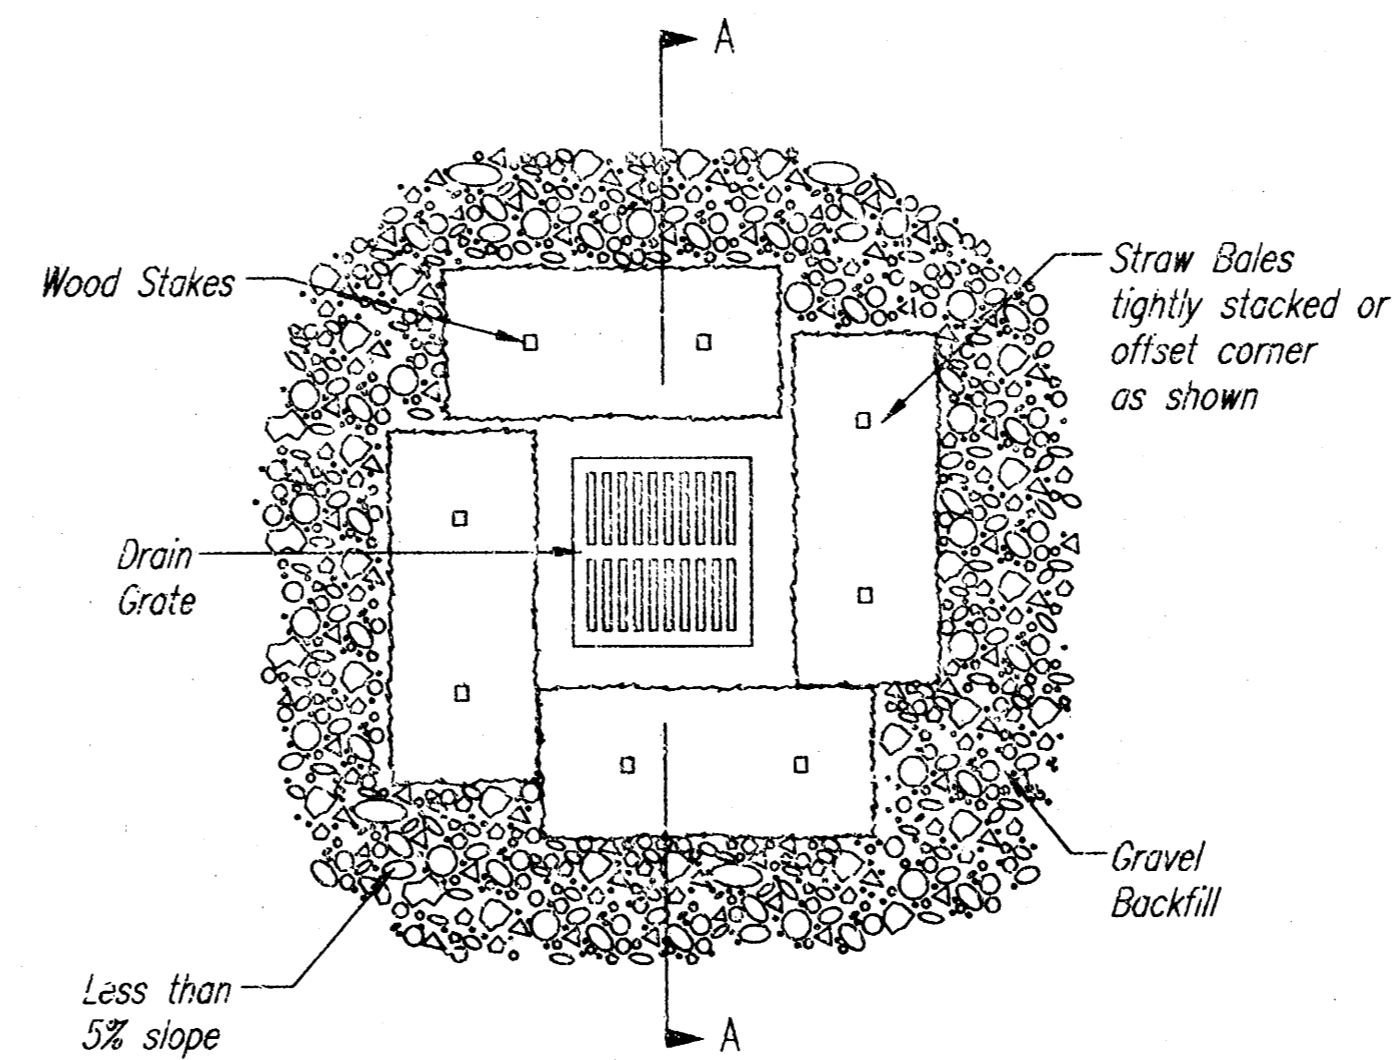 A
Wood Stakes
Straw Bales
tightly stacked or
offset corner
as shown
Drain
Grate
Gravel
Backfill
Less than
5% slope
A